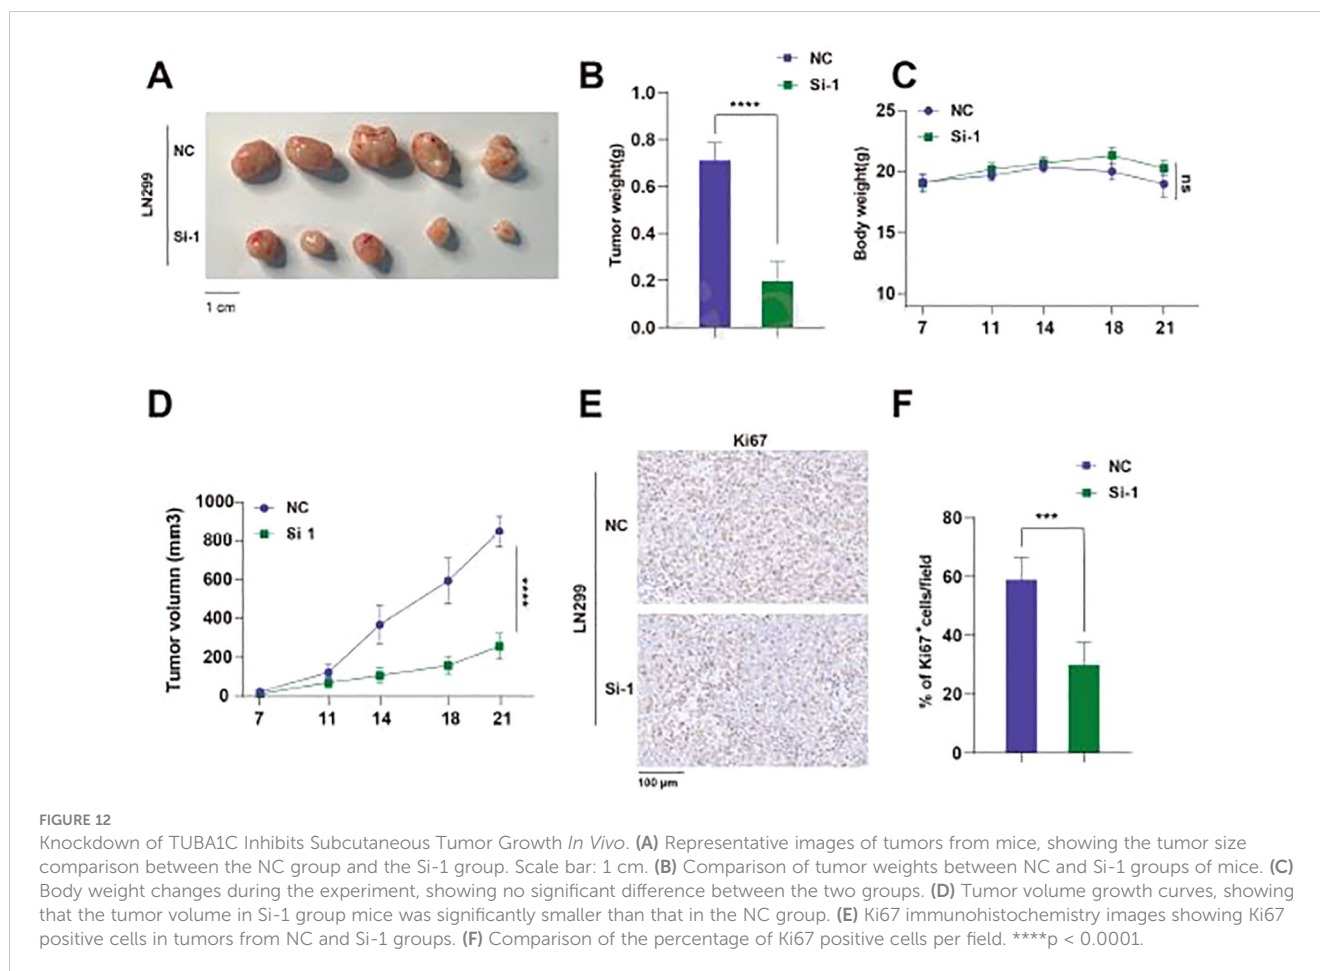 A
NC
LN299
Si-1
1 cm
B
NC
Si-1
****
1.0
0.8
0.6
0.4
0.2
0.0
Tumor weight(g)
C
NC
Si-1
25
20
15
10
Body weight(g)
ns
7 11 14 18 21
D
NC
Si 1
1000
800
600
400
200
0
Tumor volumn (mm3)
****
7 11 14 18 21
E
Ki67
NC
LN299
Si-1
100 μm
F
NC
Si-1
***
80
60
40
20
0
% of Ki67⁺cells/field
FIGURE 12
Knockdown of TUBA1C Inhibits Subcutaneous Tumor Growth In Vivo. (A) Representative images of tumors from mice, showing the tumor size
comparison between the NC group and the Si-1 group. Scale bar: 1 cm. (B) Comparison of tumor weights between NC and Si-1 groups of mice. (C)
Body weight changes during the experiment, showing no significant difference between the two groups. (D) Tumor volume growth curves, showing
that the tumor volume in Si-1 group mice was significantly smaller than that in the NC group. (E) Ki67 immunohistochemistry images showing Ki67
positive cells in tumors from NC and Si-1 groups. (F) Comparison of the percentage of Ki67 positive cells per field. ****p < 0.0001.